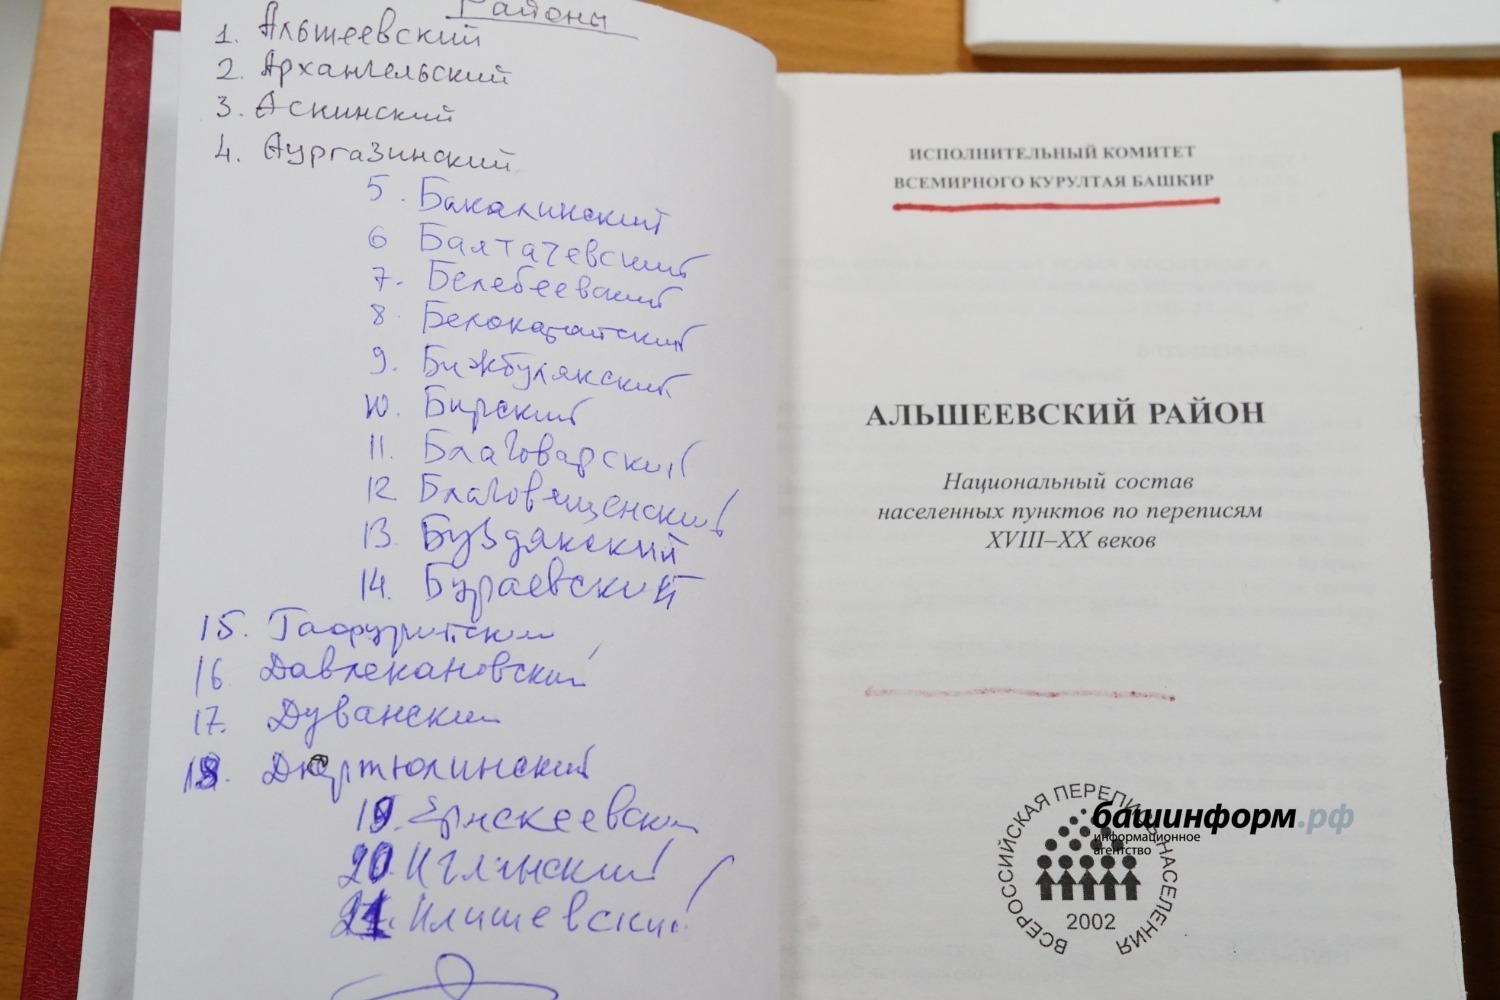 Районы
1. Альшеевский
2. Архангельский
3. Аскинский
4. Аургазинский
5. Бакалинский
6 Балтачевский
7. Белебеевский
8 Белокатайский
9. Бижбулякский
10. Бирский
11. Благоварский
12 Благовещенский
13. Буздякский
14. Бураевский
15. Гафурийский
16. Давлекановский
17. Дуванский
18. Дюртюлинский
19. Ермекеевский
20. Иглинский
21. Илишевский
ИСПОЛНИТЕЛЬНЫЙ КОМИТЕТ
ВСЕМИРНОГО КУРУЛТАЯ БАШКИР
АЛЬШЕЕВСКИЙ РАЙОН
Национальный состав
населенных пунктов по переписям
XVIII–XX веков
ВСЕРОССИЙСКАЯ ПЕРЕПИСЬ НАСЕЛЕНИЯ
2002
башинформ.рф
информационное
агентство